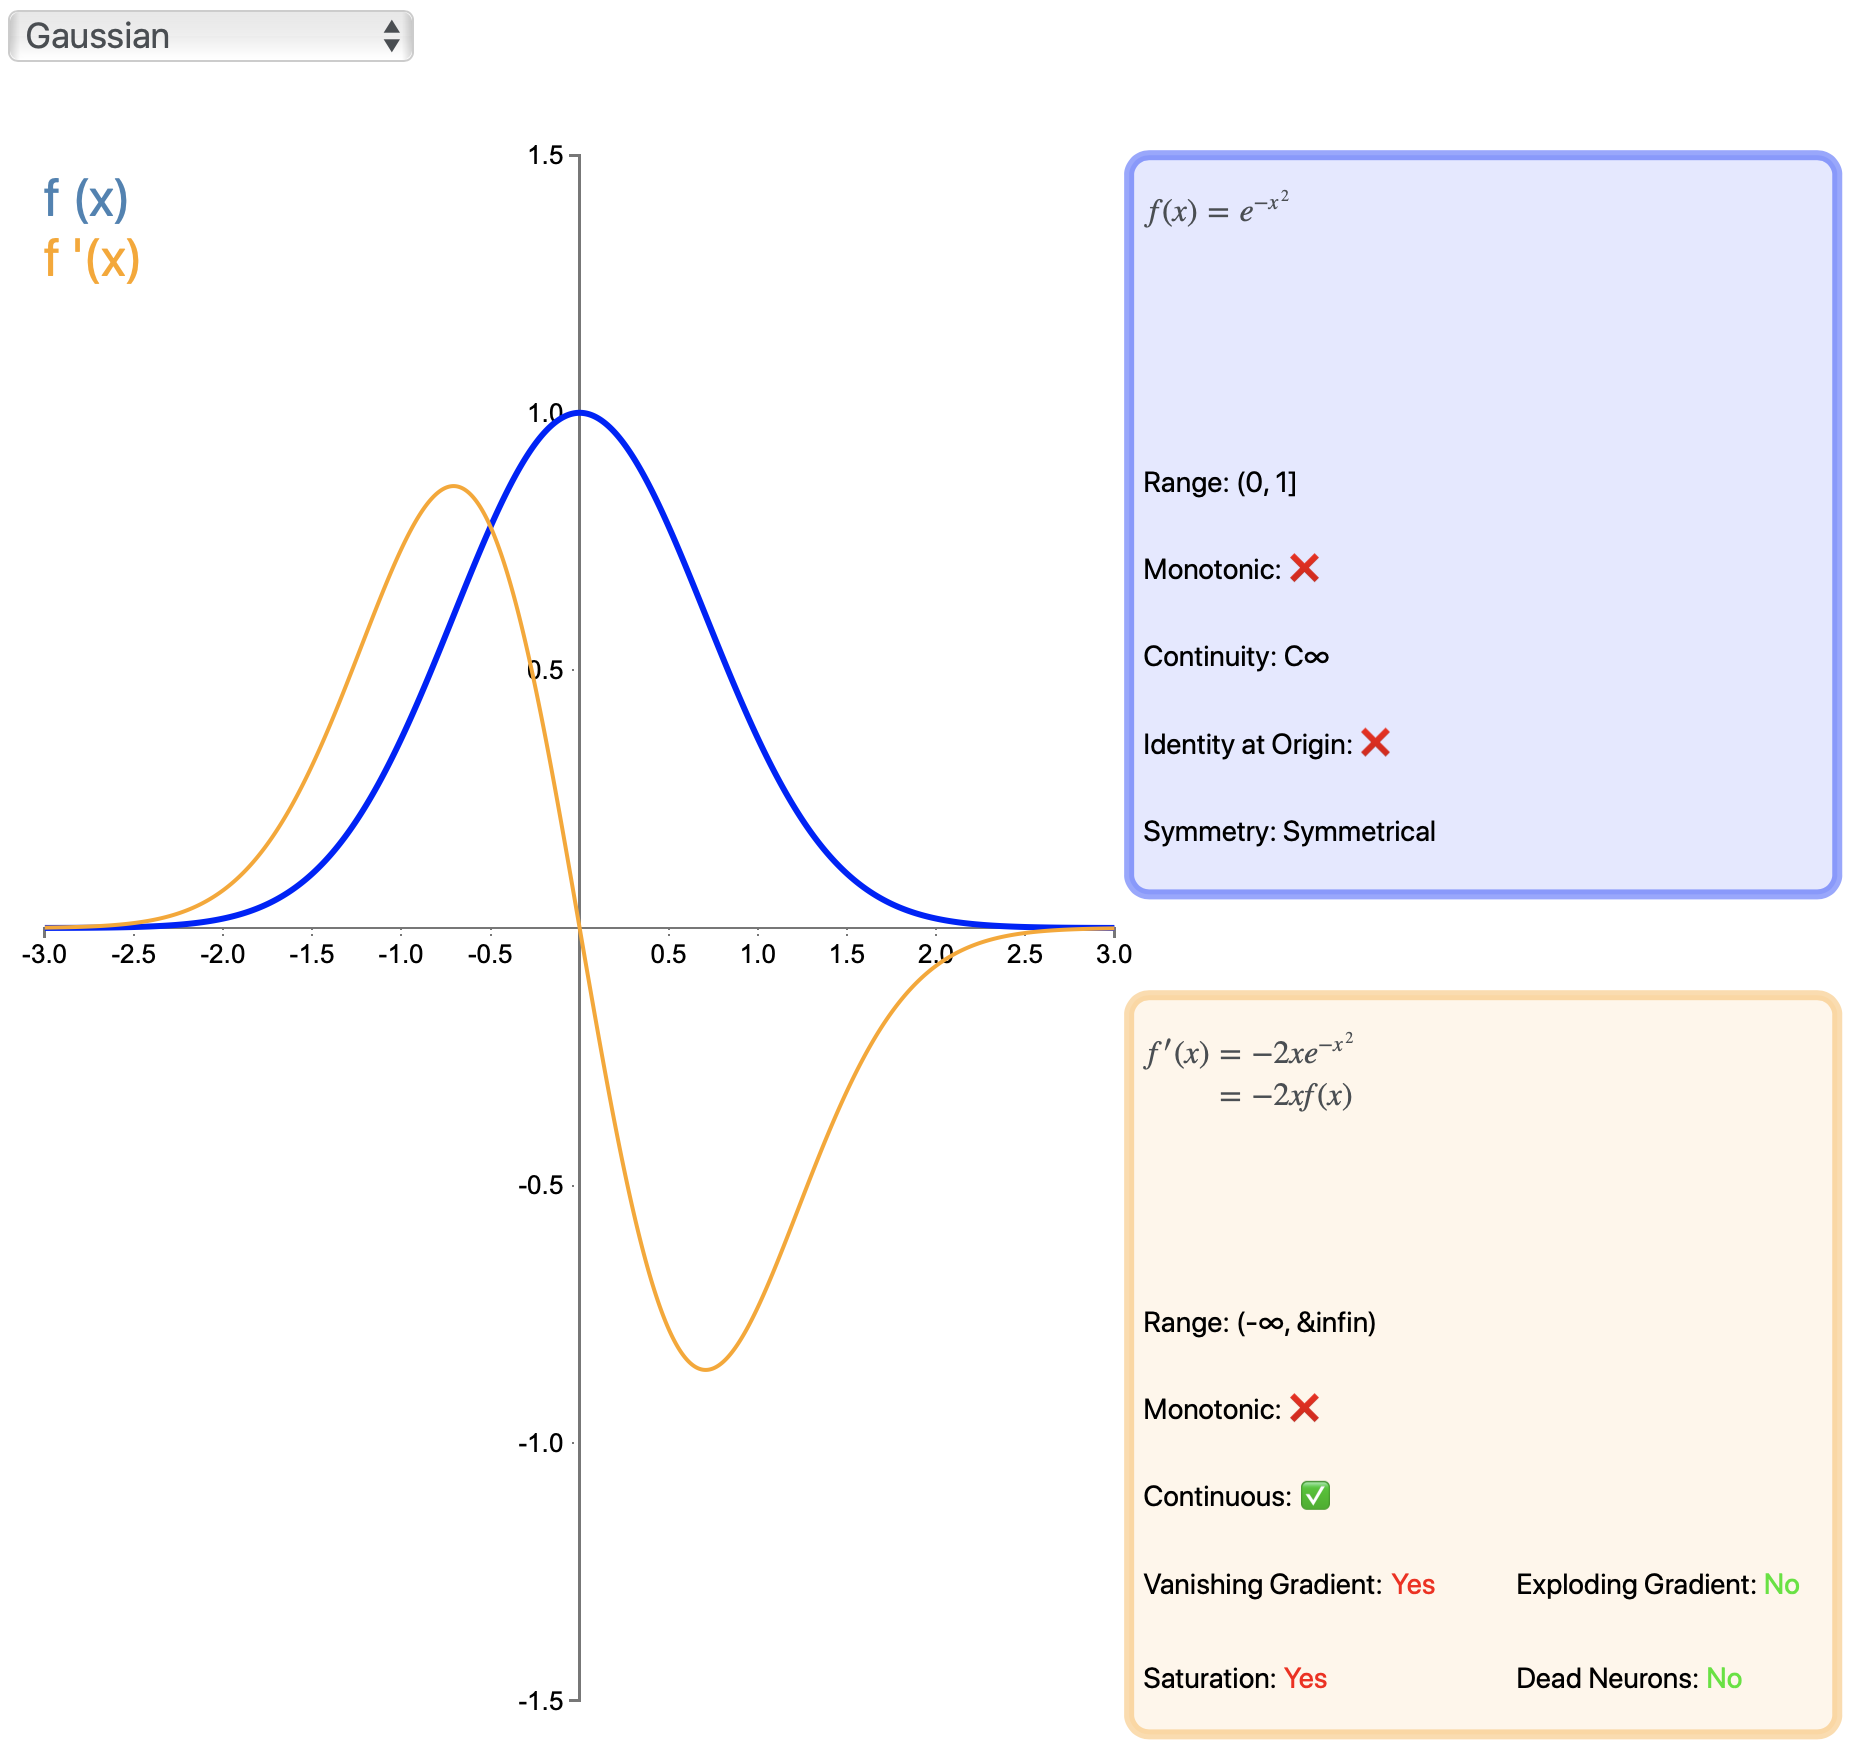 Gaussian
f (x)
f '(x)
1.5
1.0
0.5
-3.0 -2.5 -2.0 -1.5 -1.0 -0.5 0.5 1.0 1.5 2.0 2.5 3.0
-0.5
-1.0
-1.5
f(x) = e^{-x^2}
Range: (0, 1]
Monotonic: ❌
Continuity: C∞
Identity at Origin: ❌
Symmetry: Symmetrical
f′(x) = −2xe^{−x^2}
= −2xf(x)
Range: (-∞, &infin)
Monotonic: ❌
Continuous: ✅
Vanishing Gradient: Yes Exploding Gradient: No
Saturation: Yes Dead Neurons: No